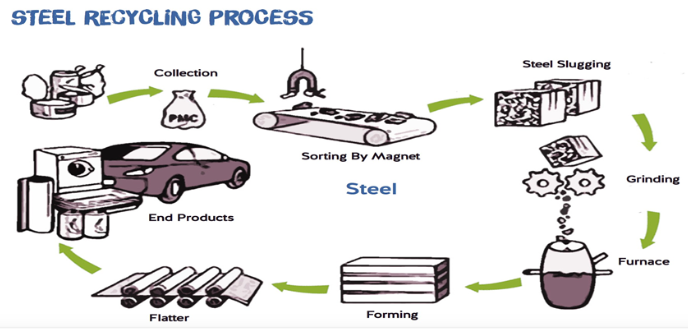 STEEL RECYCLING PROCESS
Collection
PMC
Sorting By Magnet
Steel Slugging
Grinding
Furnace
Forming
Flatter
End Products
Steel